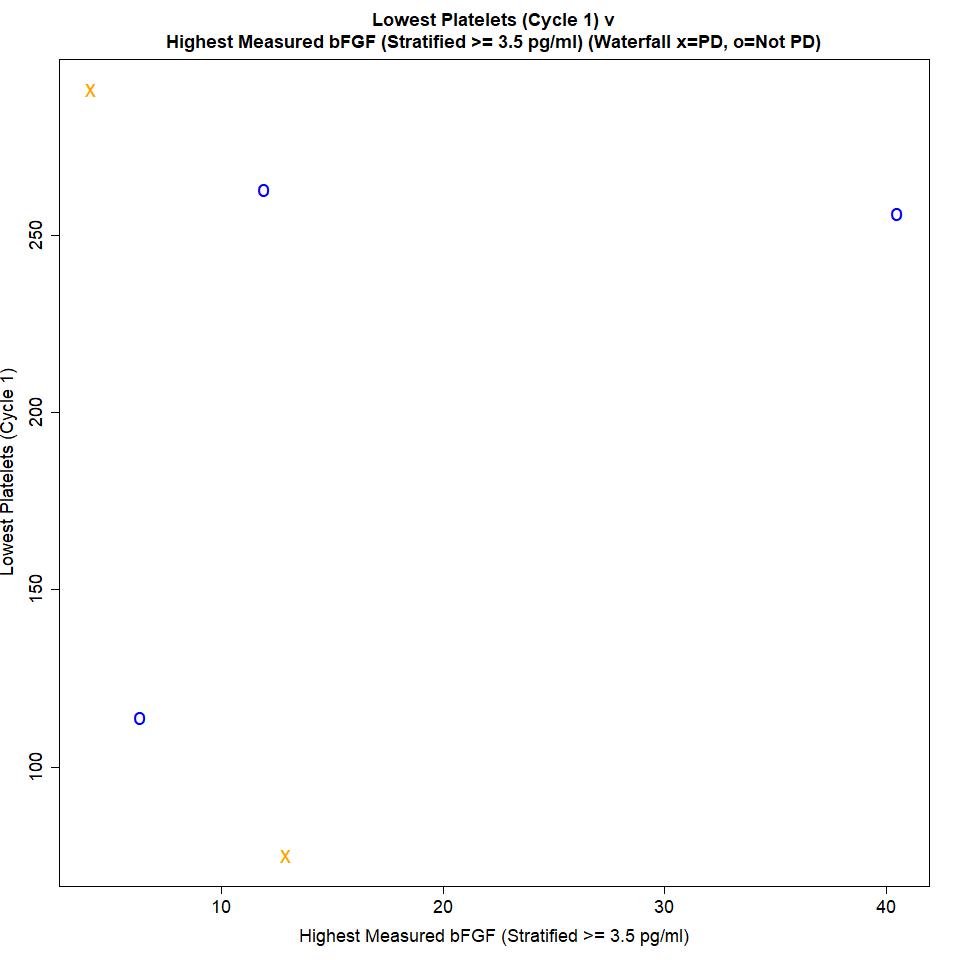 Lowest Platelets (Cycle 1) v
Highest Measured bFGF (Stratified >= 3.5 pg/ml) (Waterfall x=PD, o=Not PD)
X
O
O
250
200
Lowest Platelets (Cycle 1)
150
O
100
X
10 20 30 40
Highest Measured bFGF (Stratified >= 3.5 pg/ml)